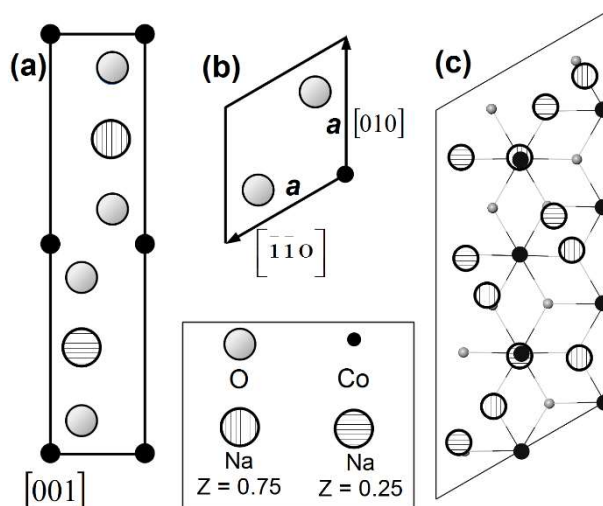 (a)
(b)
(c)
a
[010]
a
[1̄1̄0]
[001]
O
Co
Na
Z = 0.75
Na
Z = 0.25